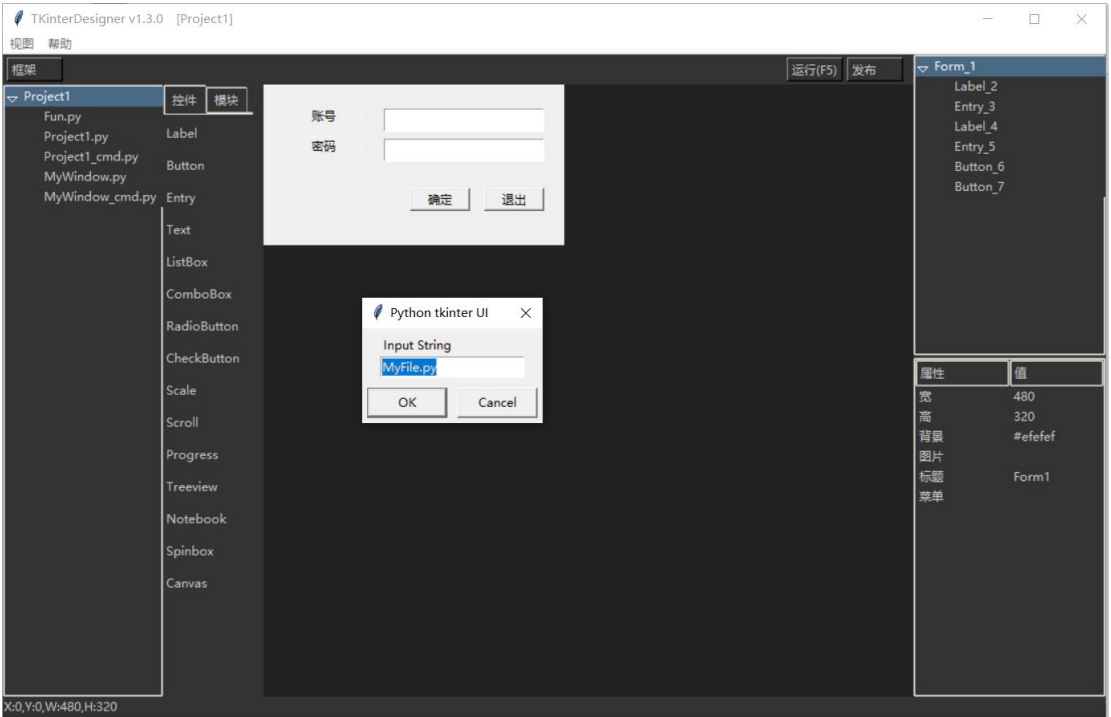 TKinterDesigner v1.3.0 [Project1]
视图 帮助
框架
运行(F5) 发布
Project1
Fun.py
Project1.py
Project1_cmd.py
MyWindow.py
MyWindow_cmd.py
控件 模块
Label
Button
Entry
Text
ListBox
ComboBox
RadioButton
CheckButton
Scale
Scroll
Progress
Treeview
Notebook
Spinbox
Canvas
账号
密码
确定 退出
Python tkinter UI
Input String
MyFile.py
OK Cancel
Form_1
Label_2
Entry_3
Label_4
Entry_5
Button_6
Button_7
属性 值
宽 480
高 320
背景 #efefef
图片
标题 Form1
菜单
X:0,Y:0,W:480,H:320